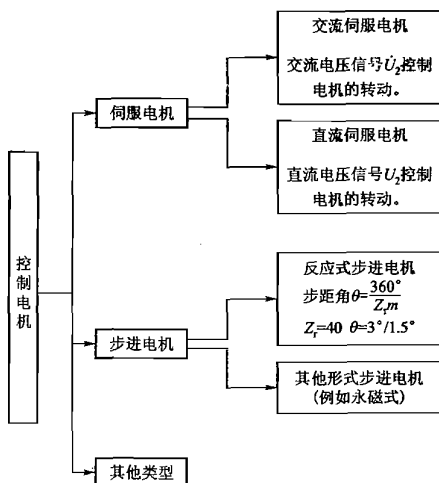 控制电机
伺服电机
交流伺服电机
交流电压信号U̇₂控制
电机的转动。
直流伺服电机
直流电压信号U₂控制
电机的转动。
步进电机
反应式步进电机
步距角θ=360°/Zᵣm
Zᵣ=40 θ=3°/1.5°
其他形式步进电机
(例如永磁式)
其他类型